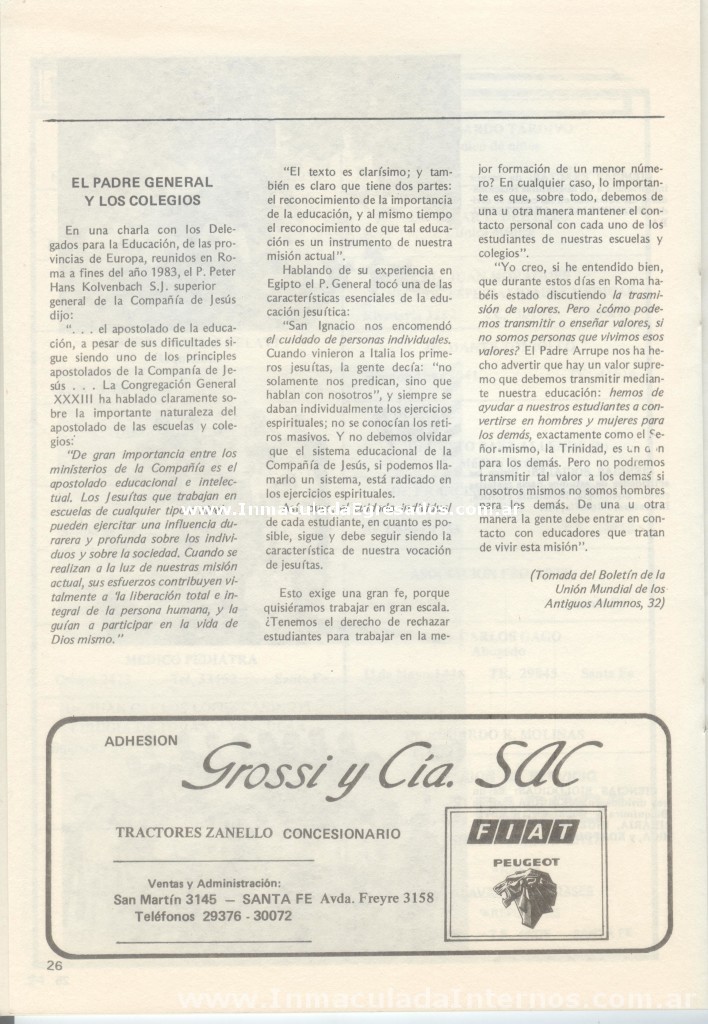 EL PADRE GENERAL
Y LOS COLEGIOS
En una charla con los Dele-
gados para la Educación, de las pro-
vincias de Europa, reunidos en Ro-
ma a fines del año 1983, el P. Peter
Hans Kolvenbach S.J. superior
general de la Compañía de Jesús
dijo:
". . . el apostolado de la educa-
ción, a pesar de sus dificultades si-
gue siendo uno de los principles
apostolados de la Companía de Je-
sús . . . La Congregación General
XXXIII ha hablado claramente so-
bre la importante naturaleza del
apostolado de las escuelas y cole-
gios:
"De gran importancia entre los
ministerios de la Compañía es el
apostolado educacional e intelec-
tual. Los Jesuítas que trabajan en
escuelas de cualquier tipo
pueden ejercitar una influencia du-
rarera y profunda sobre los indivi-
duos y sobre la sociedad. Cuando se
realizan a la luz de nuestras misión
actual, sus esfuerzos contribuyen vi-
talmente a 'la liberación total e in-
tegral de la persona humana, y la
guían a participar en la vida de
Dios mismo."
"El texto es clarísimo; y tam-
bién es claro que tiene dos partes:
el reconocimiento de la importancia
de la educación, y al mismo tiempo
el reconocimiento de que tal educa-
ción es un instrumento de nuestra
misión actual".
Hablando de su experiencia en
Egipto el P. General tocó una de las
características esenciales de la edu-
cación jesuítica:
"San Ignacio nos encomendó
el cuidado de personas individuales.
Cuando vinieron a Italia los prime-
ros jesuítas, la gente decía: "no
solamente nos predican, sino que
hablan con nosotros", y siempre se
daban individualmente los ejercicios
espirituales; no se conocían los reti-
ros masivos. Y no debemos olvidar
que el sistema educacional de la
Compañía de Jesús, si podemos lla-
marlo un sistema, está radicado en
los ejercicios espirituales.
Así pues la
de cada estudiante, en cuanto es po-
sible, sigue y debe seguir siendo la
característica de nuestra vocación
de jesuítas.
Esto exige una gran fe, porque
quisiéramos trabajar en gran escala.
¿Tenemos el derecho de rechazar
estudiantes para trabajar en la me-
jor formación de un menor núme-
ro? En cualquier caso, lo importan-
te es que, sobre todo, debemos de
una u otra manera mantener el con-
tacto personal con cada uno de los
estudiantes de nuestras escuelas y
colegios".
"Yo creo, si he entendido bien,
que durante estos días en Roma ha-
béis estado discutiendo la trasmi-
sión de valores. Pero ¿cómo pode-
mos transmitir o enseñar valores, si
no somos personas que vivimos esos
valores? El Padre Arrupe nos ha he-
cho advertir que hay un valor supre-
mo que debemos transmitir median-
te nuestra educación: hemos de
ayudar a nuestros estudiantes a con-
vertirse en hombres y mujeres para
los demás, exactamente como el Se-
ñor mismo, la Trinidad, es un don
para los demás. Pero no podremos
transmitir tal valor a los demás si
nosotros mismos no somos hombres
para los demás. De una u otra
manera la gente debe entrar en con-
tacto con educadores que tratan
de vivir esta misión".
(Tomada del Boletín de la
Unión Mundial de los
Antiguos Alumnos, 32)
ADHESION
Grossi y Cía. SAC
TRACTORES ZANELLO CONCESIONARIO
Ventas y Administración:
San Martín 3145 — SANTA FE Avda. Freyre 3158
Teléfonos 29376 - 30072
FIAT
PEUGEOT
26
www.InmaculadaEgresados.com.ar
www.InmaculadaEgresados.com.ar
www.InmaculadaInternos.com.ar